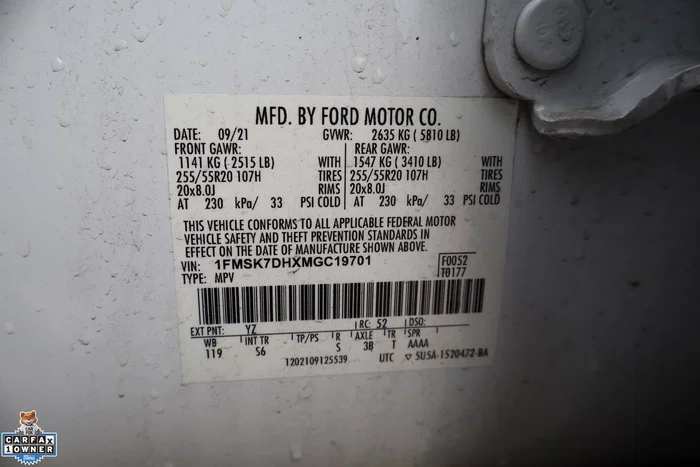 MFD. BY FORD MOTOR CO.
DATE: 09/21 GVWR: 2635 KG ( 5810 LB)
FRONT GAWR: REAR GAWR:
1141 KG ( 2515 LB) WITH 1547 KG ( 3410 LB) WITH
255/55R20 107H TIRES 255/55R20 107H TIRES
20x8.0J RIMS 20x8.0J RIMS
AT 230 kPa/ 33 PSI COLD AT 230 kPa/ 33 PSI COLD
THIS VEHICLE CONFORMS TO ALL APPLICABLE FEDERAL MOTOR
VEHICLE SAFETY AND THEFT PREVENTION STANDARDS IN
EFFECT ON THE DATE OF MANUFACTURE SHOWN ABOVE.
VIN: 1FMSK7DHXMGC19701 F0052
TYPE: MPV T0177
EXT PNT: YZ RC: 52 DSO:
WB INT TR TP/PS R AXLE TR SPR
119 S6 S 3B T AAAA
1202109125539 UTC 5U5A-1520472-BA
CARFAX
1 OWNER